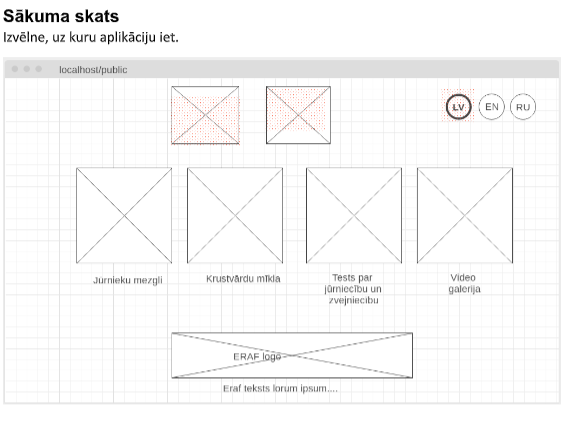 Sākuma skats
Izvēlne, uz kuru aplikāciju iet.
localhost/public
LV EN RU
Jūrnieku mezgli
Krustvārdu mīkla
Tests par
jūrniecību un
zvejniecību
Video
galerija
ERAF logo
Eraf teksts lorum ipsum....